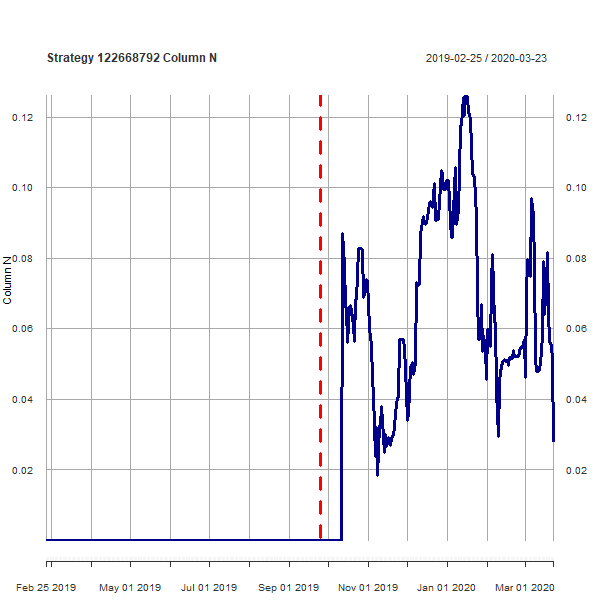 Strategy 122668792 Column N
2019-02-25 / 2020-03-23
0.12
0.12
0.10
0.10
0.08
0.08
Column N
0.06
0.06
0.04
0.04
0.02
0.02
Feb 25 2019
May 01 2019
Jul 01 2019
Sep 01 2019
Nov 01 2019
Jan 01 2020
Mar 01 2020